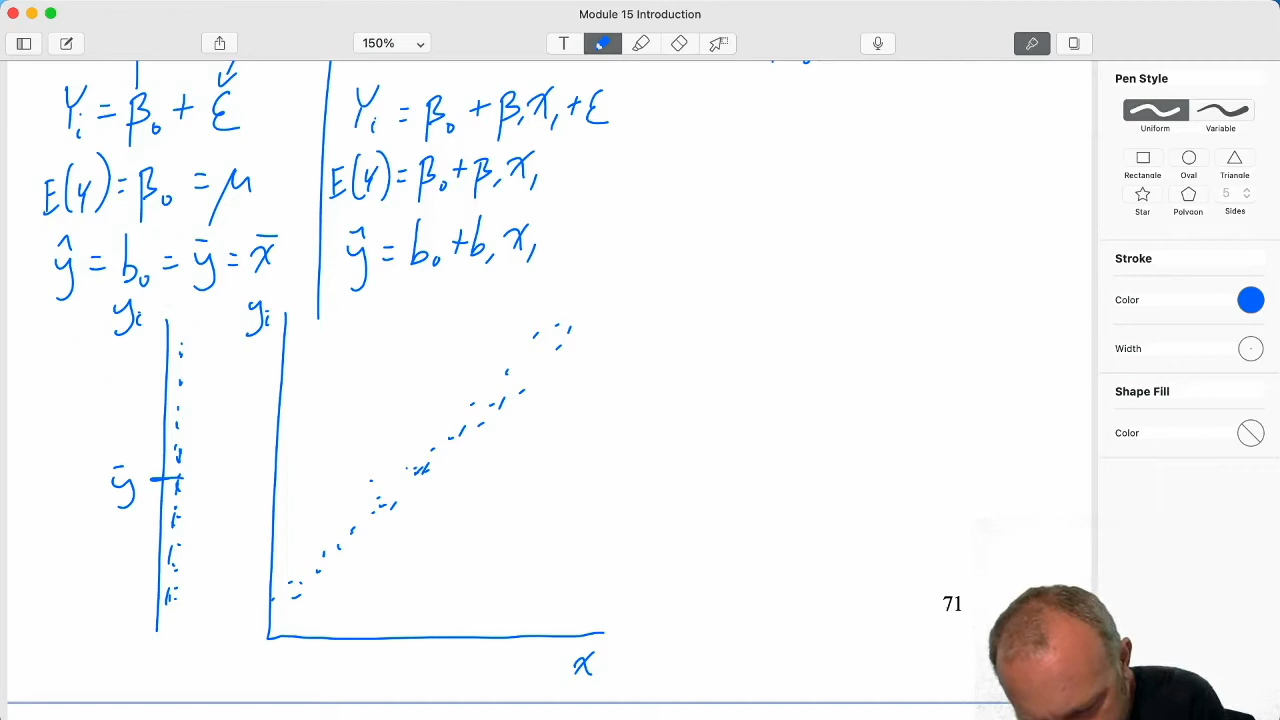 Module 15 Introduction
150%
T
Yᵢ = β₀ + ε
Yᵢ = β₀ + β₁x₁ + ε
E(y) = β₀ = μ
E(y) = β₀ + β₁x₁
ŷ = b₀ = ȳ = x̄
ŷ = b₀ + b₁x₁
yᵢ
yᵢ
ȳ
x
71
Pen Style
Uniform
Variable
Rectangle
Oval
Triangle
Star
Polygon
5
Sides
Stroke
Color
Width
Shape Fill
Color